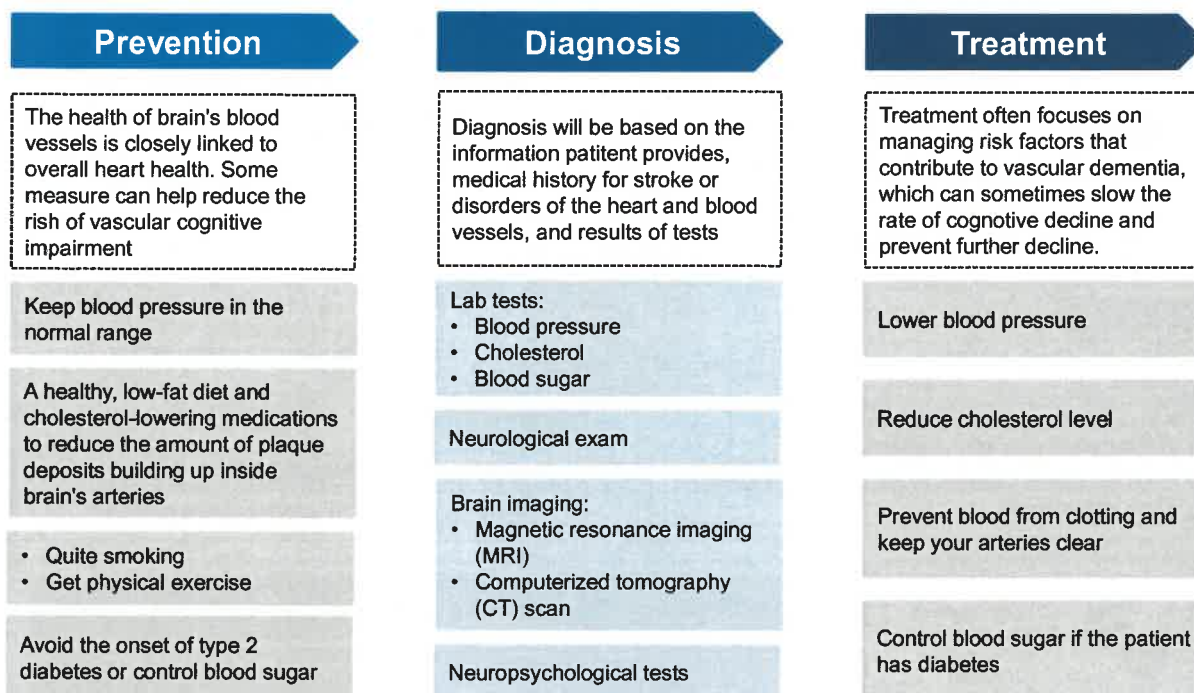 Prevention
The health of brain's blood
vessels is closely linked to
overall heart health. Some
measure can help reduce the
rish of vascular cognitive
impairment
Keep blood pressure in the
normal range
A healthy, low-fat diet and
cholesterol-lowering medications
to reduce the amount of plaque
deposits building up inside
brain's arteries
• Quite smoking
• Get physical exercise
Avoid the onset of type 2
diabetes or control blood sugar
Diagnosis
Diagnosis will be based on the
information patitent provides,
medical history for stroke or
disorders of the heart and blood
vessels, and results of tests
Lab tests:
• Blood pressure
• Cholesterol
• Blood sugar
Neurological exam
Brain imaging:
• Magnetic resonance imaging
(MRI)
• Computerized tomography
(CT) scan
Neuropsychological tests
Treatment
Treatment often focuses on
managing risk factors that
contribute to vascular dementia,
which can sometimes slow the
rate of cognotive decline and
prevent further decline.
Lower blood pressure
Reduce cholesterol level
Prevent blood from clotting and
keep your arteries clear
Control blood sugar if the patient
has diabetes